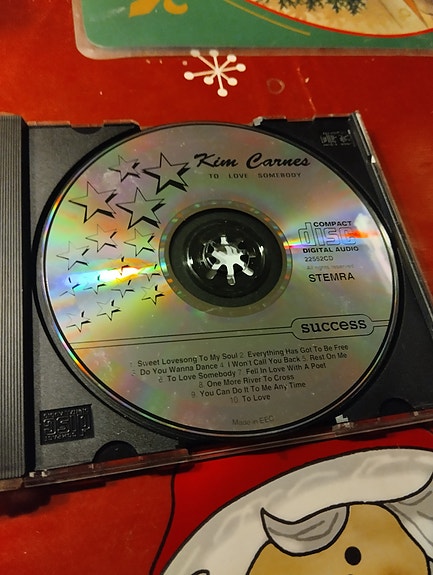 Kim Carnes
TO LOVE SOMEBODY
COMPACT
disc
DIGITAL AUDIO
22552CD
All rights reserved
STEMRA
success
1. Sweet Lovesong To My Soul 2. Everything Has Got To Be Free
3. Do You Wanna Dance 4. I Won't Call You Back 5. Rest On Me
6. To Love Somebody 7. Fell In Love With A Poet
8. One More River To Cross
9. You Can Do It To Me Any Time
10. To Love
Made in EEC